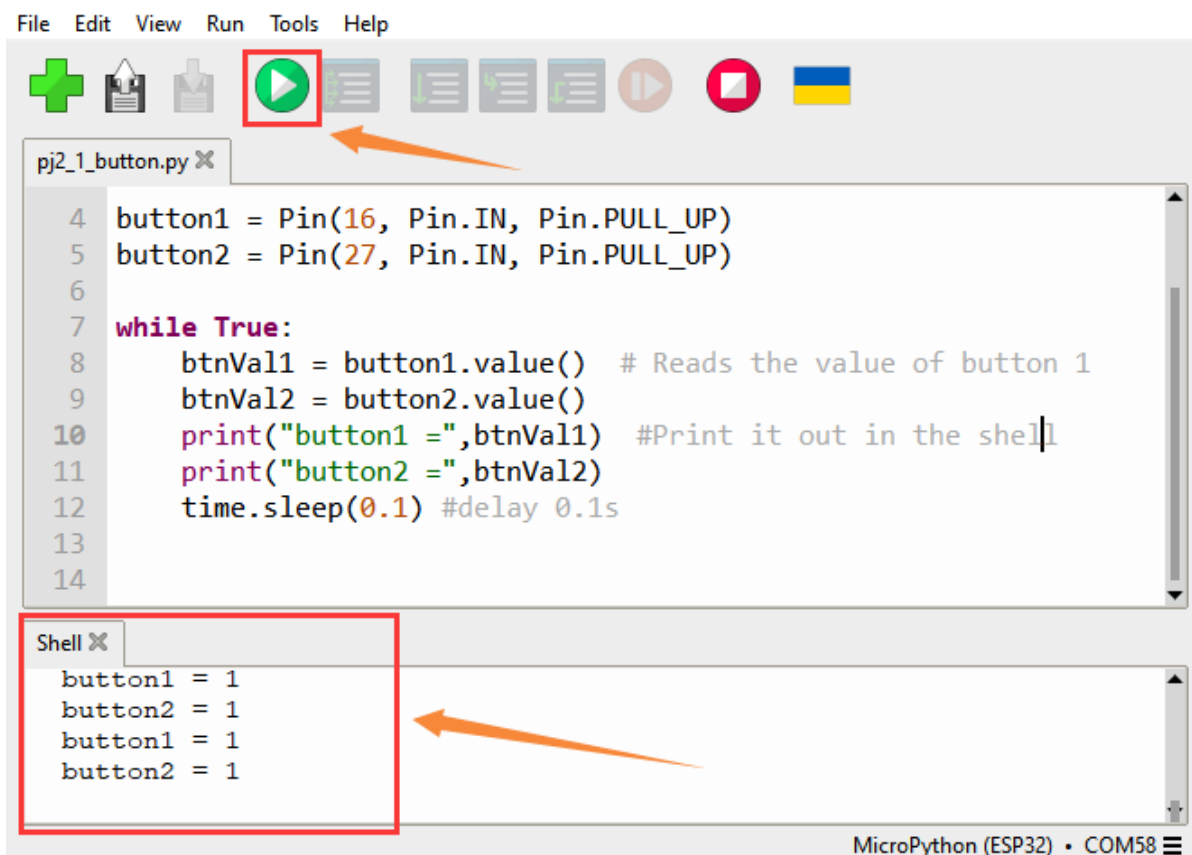 File Edit View Run Tools Help
pj2_1_button.py
4 button1 = Pin(16, Pin.IN, Pin.PULL_UP)
5 button2 = Pin(27, Pin.IN, Pin.PULL_UP)
6
7 while True:
8     btnVal1 = button1.value()  # Reads the value of button 1
9     btnVal2 = button2.value()
10     print("button1 =",btnVal1)  #Print it out in the shell
11     print("button2 =",btnVal2)
12     time.sleep(0.1) #delay 0.1s
13
14
Shell
button1 = 1
button2 = 1
button1 = 1
button2 = 1
MicroPython (ESP32) • COM58